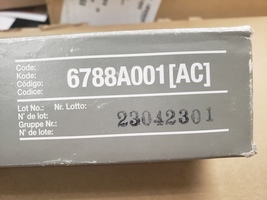 Code:
Kode:
Código:
Codice:
6788A001[AC]
Lot No.: Nr. Lotto:
N° de lot:
Gruppe Nr.:
N° de lote:
23042301